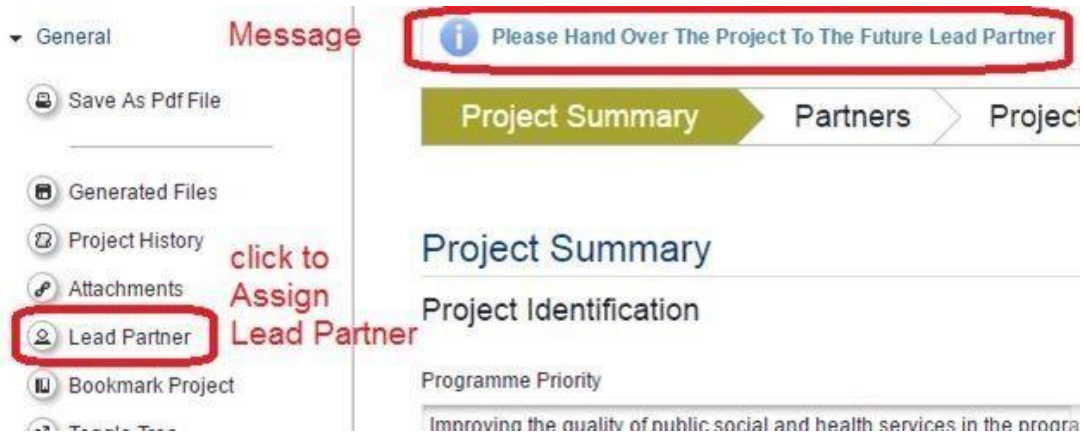 General
Message
Please Hand Over The Project To The Future Lead Partner
Save As Pdf File
Project Summary
Partners
Project
Generated Files
Project History
click to
Assign
Lead Partner
Attachments
Lead Partner
Bookmark Project
Project Summary
Project Identification
Programme Priority
Improving the quality of public social and health services in the progra